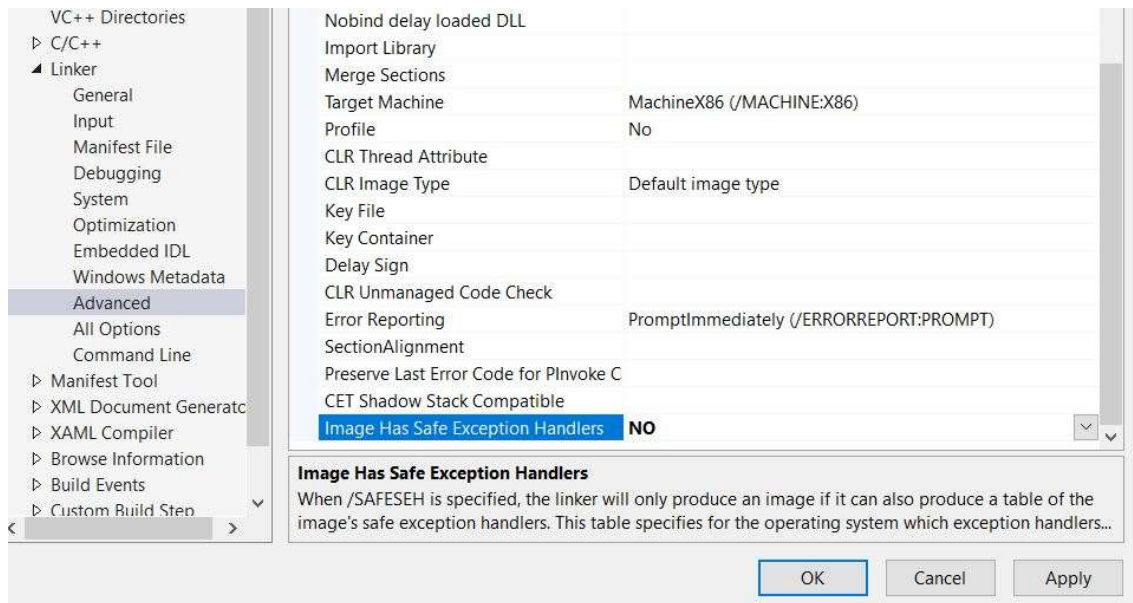 VC++ Directories
C/C++
Linker
General
Input
Manifest File
Debugging
System
Optimization
Embedded IDL
Windows Metadata
Advanced
All Options
Command Line
Manifest Tool
XML Document Generatc
XAML Compiler
Browse Information
Build Events
Custom Build Step
Nobind delay loaded DLL
Import Library
Merge Sections
Target Machine MachineX86 (/MACHINE:X86)
Profile No
CLR Thread Attribute
CLR Image Type Default image type
Key File
Key Container
Delay Sign
CLR Unmanaged Code Check
Error Reporting PromptImmediately (/ERRORREPORT:PROMPT)
SectionAlignment
Preserve Last Error Code for PInvoke C
CET Shadow Stack Compatible
Image Has Safe Exception Handlers NO
Image Has Safe Exception Handlers
When /SAFESEH is specified, the linker will only produce an image if it can also produce a table of the
image's safe exception handlers. This table specifies for the operating system which exception handlers...
OK Cancel Apply